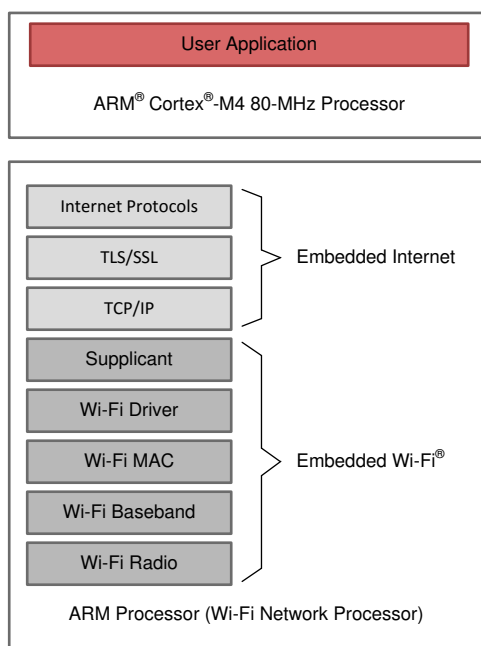 User Application
ARM® Cortex®-M4 80-MHz Processor
Internet Protocols
TLS/SSL
TCP/IP
Embedded Internet
Supplicant
Wi-Fi Driver
Wi-Fi MAC
Wi-Fi Baseband
Wi-Fi Radio
Embedded Wi-Fi®
ARM Processor (Wi-Fi Network Processor)